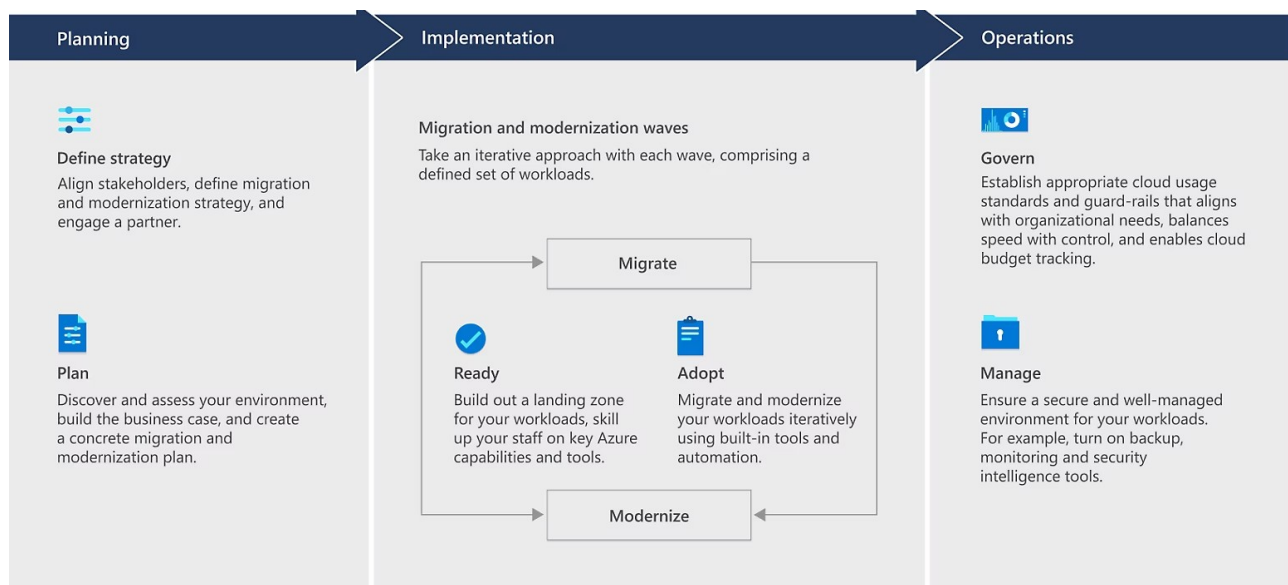 Planning
Implementation
Operations
Define strategy
Align stakeholders, define migration
and modernization strategy, and
engage a partner.
Plan
Discover and assess your environment,
build the business case, and create
a concrete migration and
modernization plan.
Migration and modernization waves
Take an iterative approach with each wave, comprising a
defined set of workloads.
Migrate
Ready
Build out a landing zone
for your workloads, skill
up your staff on key Azure
capabilities and tools.
Adopt
Migrate and modernize
your workloads iteratively
using built-in tools and
automation.
Modernize
Govern
Establish appropriate cloud usage
standards and guard-rails that aligns
with organizational needs, balances
speed with control, and enables cloud
budget tracking.
Manage
Ensure a secure and well-managed
environment for your workloads.
For example, turn on backup,
monitoring and security
intelligence tools.